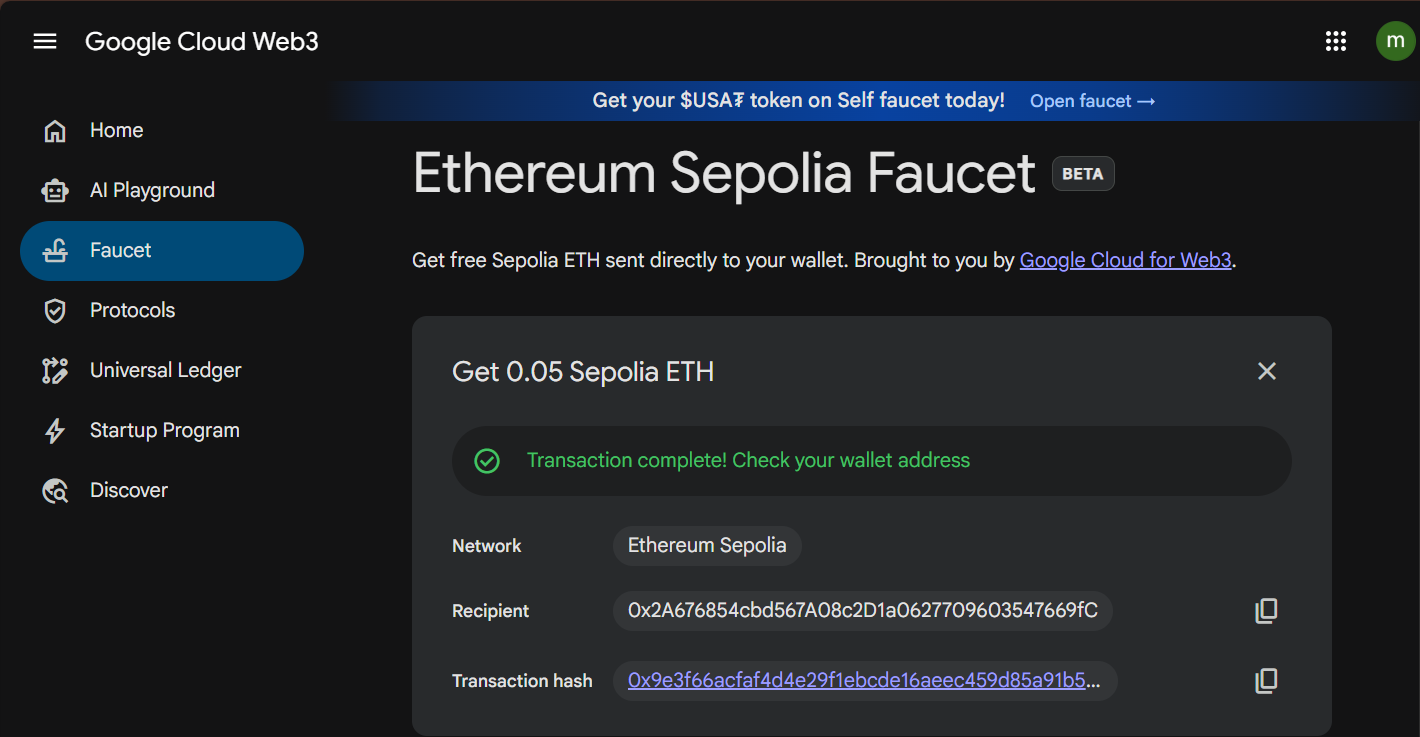 Google Cloud Web3
m
Get your $USA₮ token on Self faucet today! Open faucet →
Home
AI Playground
Faucet
Protocols
Universal Ledger
Startup Program
Discover
Ethereum Sepolia Faucet BETA
Get free Sepolia ETH sent directly to your wallet. Brought to you by Google Cloud for Web3.
Get 0.05 Sepolia ETH
Transaction complete! Check your wallet address
Network Ethereum Sepolia
Recipient 0x2A676854cbd567A08c2D1a0627709603547669fC
Transaction hash 0x9e3f66acfaf4d4e29f1ebcde16aeec459d85a91b5...